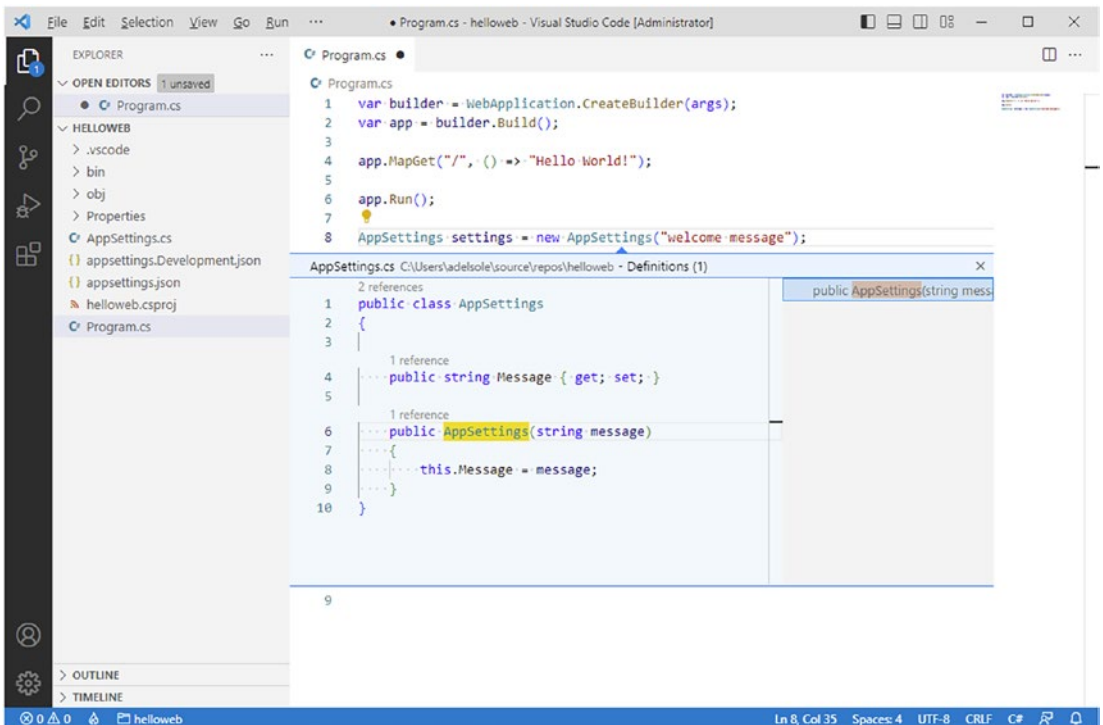 File Edit Selection View Go Run ··· ● Program.cs - helloweb - Visual Studio Code [Administrator]
EXPLORER ···
OPEN EDITORS 1 unsaved
● C# Program.cs
HELLOWEB
> .vscode
> bin
> obj
> Properties
C# AppSettings.cs
{} appsettings.Development.json
{} appsettings.json
helloweb.csproj
C# Program.cs
> OUTLINE
> TIMELINE
1
C# Program.cs ●
C# Program.cs
1 var builder = WebApplication.CreateBuilder(args);
2 var app = builder.Build();
3
4 app.MapGet("/", () => "Hello World!");
5
6 app.Run();
7
8 AppSettings settings = new AppSettings("welcome message");
AppSettings.cs C:\Users\adelsole\source\repos\helloweb - Definitions (1)
2 references
1 public class AppSettings
2 {
3
1 reference
4 public string Message { get; set; }
5
1 reference
6 public AppSettings(string message)
7 {
8 this.Message = message;
9 }
10 }
public AppSettings(string messa
9
0 0 helloweb Ln 8, Col 35 Spaces: 4 UTF-8 CRLF C#